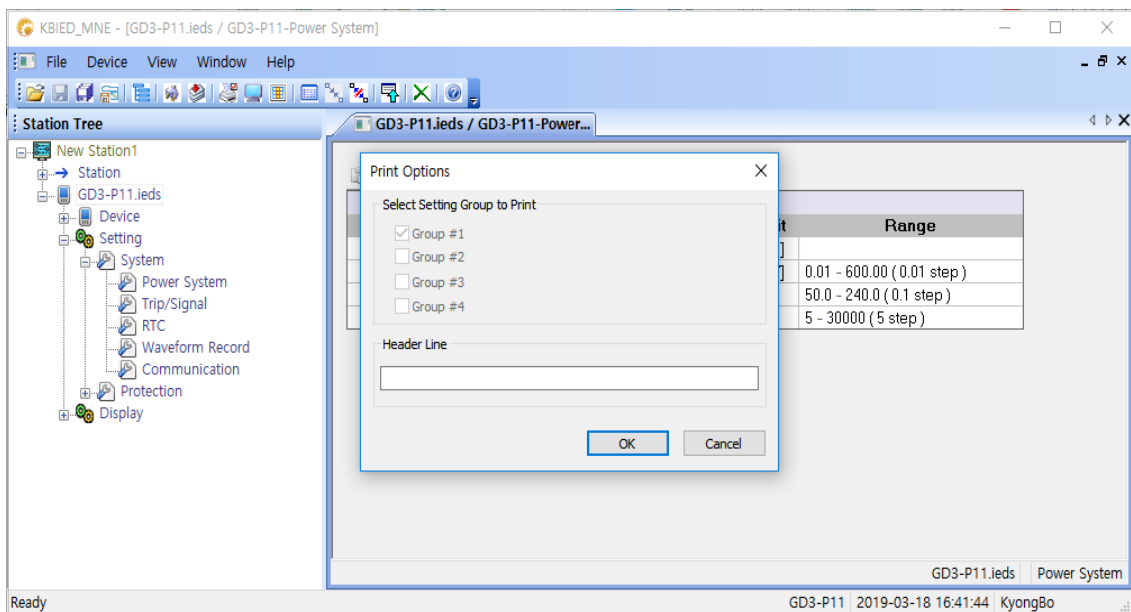 KBIED_MNE - [GD3-P11.ieds / GD3-P11-Power System]
File Device View Window Help
Station Tree
GD3-P11.ieds / GD3-P11-Power...
New Station1
Station
GD3-P11.ieds
Device
Setting
System
Power System
Trip/Signal
RTC
Waveform Record
Communication
Protection
Display
Print Options
Select Setting Group to Print
Group #1
Group #2
Group #3
Group #4
Header Line
OK Cancel
Range
0.01 - 600.00 ( 0.01 step )
50.0 - 240.0 ( 0.1 step )
5 - 30000 ( 5 step )
GD3-P11.ieds Power System
Ready GD3-P11 2019-03-18 16:41:44 KyongBo